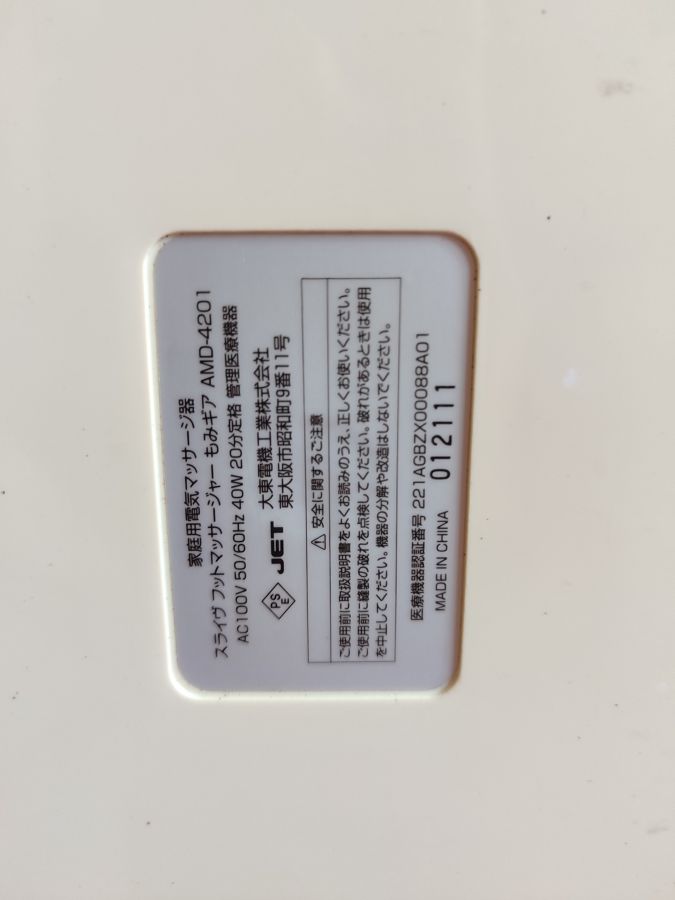 家庭用電気マッサージ器
スライヴ フットマッサージャー もみギア AMD-4201
AC100V 50/60Hz 40W 20分定格 管理医療機器
PS
E
JET
大東電機工業株式会社
東大阪市昭和町9番11号
⚠ 安全に関するご注意
ご使用前に取扱説明書をよくお読みのうえ、正しくお使いください。
ご使用前に縫製の破れを点検してください。破れがあるときは使用
を中止してください。機器の分解や改造はしないでください。
医療機器認証番号 221AGBZX00088A01
MADE IN CHINA 012111